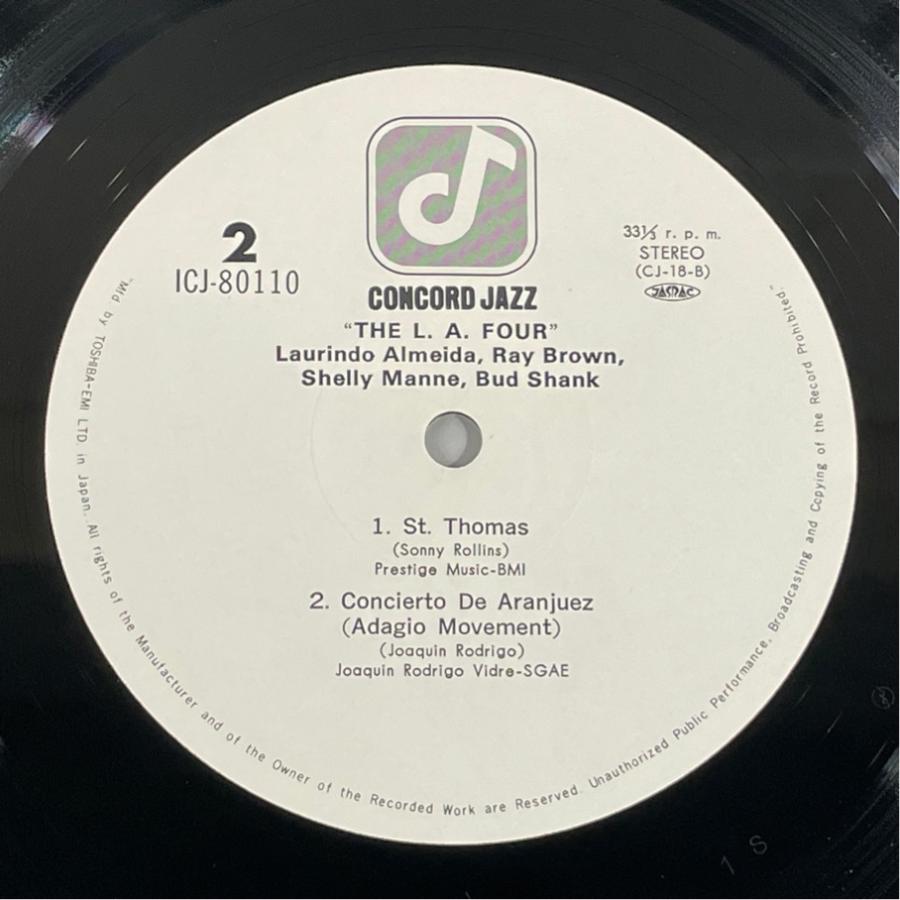 2
ICJ-80110
33⅓ r. p. m.
STEREO
(CJ-18-B)
JASRAC
CONCORD JAZZ
"THE L. A. FOUR"
Laurindo Almeida, Ray Brown,
Shelly Manne, Bud Shank
1. St. Thomas
(Sonny Rollins)
Prestige Music-BMI
2. Concierto De Aranjuez
(Adagio Movement)
(Joaquin Rodrigo)
Joaquin Rodrigo Vidre-SGAE
"Mfd by TOSHIBA-EMI LTD. in Japan. All rights of the Manufacturer and of the Owner of the Recorded Work are Reserved. Unauthorized Public Performance, Broadcasting and Copying of the Record Prohibited."
1 S